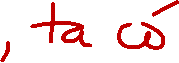 , ta có